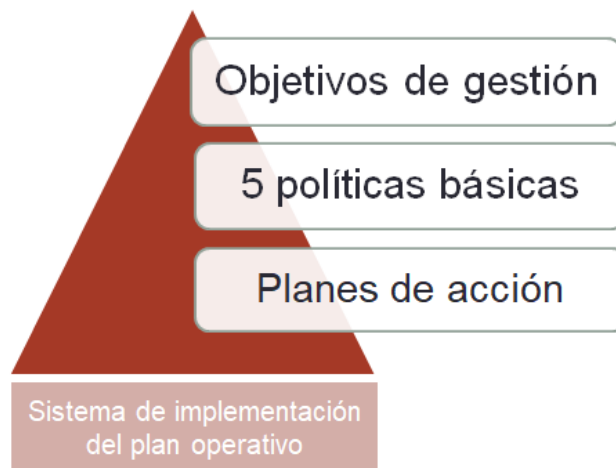 Objetivos de gestión
5 políticas básicas
Planes de acción
Sistema de implementación
del plan operativo